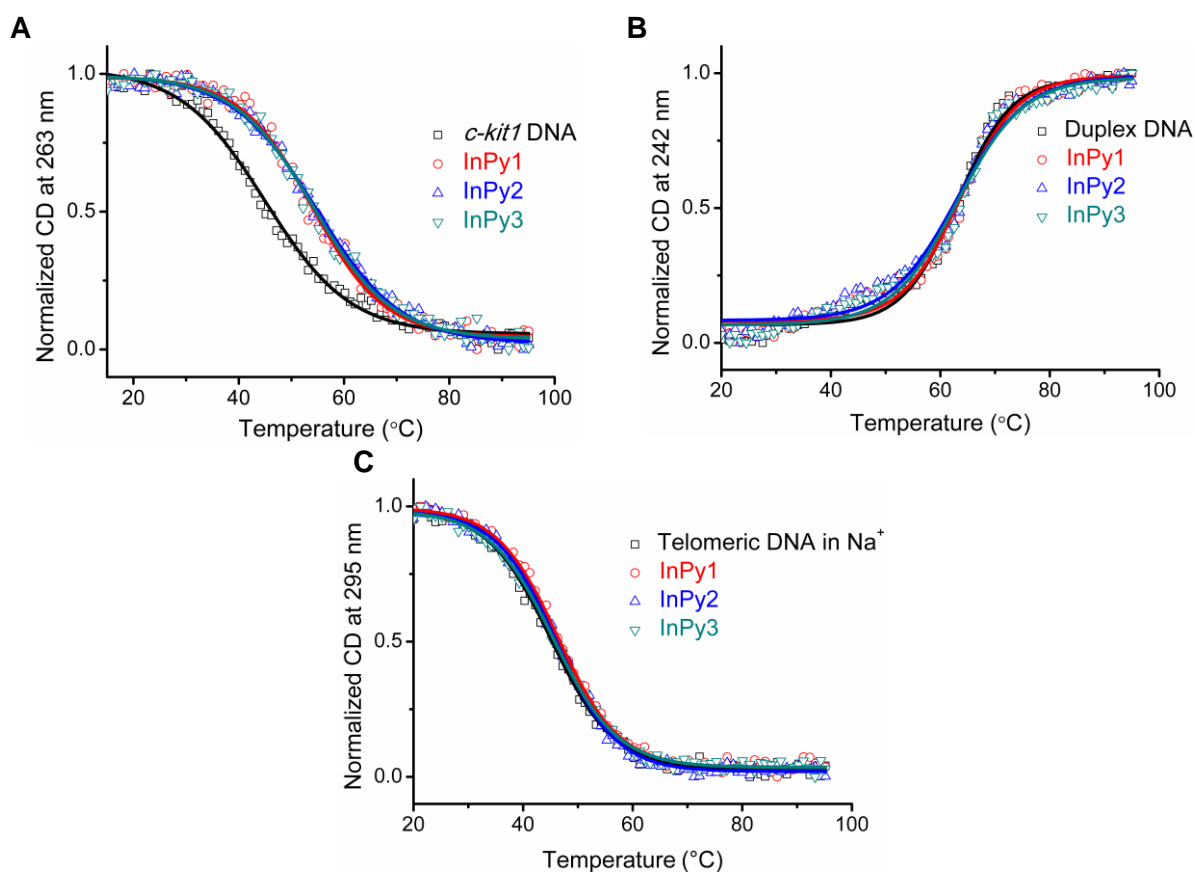 A
Normalized CD at 263 nm
1.0
0.5
0.0
20 40 60 80 100
Temperature (°C)
c-kit1 DNA
InPy1
InPy2
InPy3
B
Normalized CD at 242 nm
1.0
0.5
0.0
20 40 60 80 100
Temperature (°C)
Duplex DNA
InPy1
InPy2
InPy3
C
Normalized CD at 295 nm
1.0
0.5
0.0
20 40 60 80 100
Temperature (°C)
Telomeric DNA in Na⁺
InPy1
InPy2
InPy3